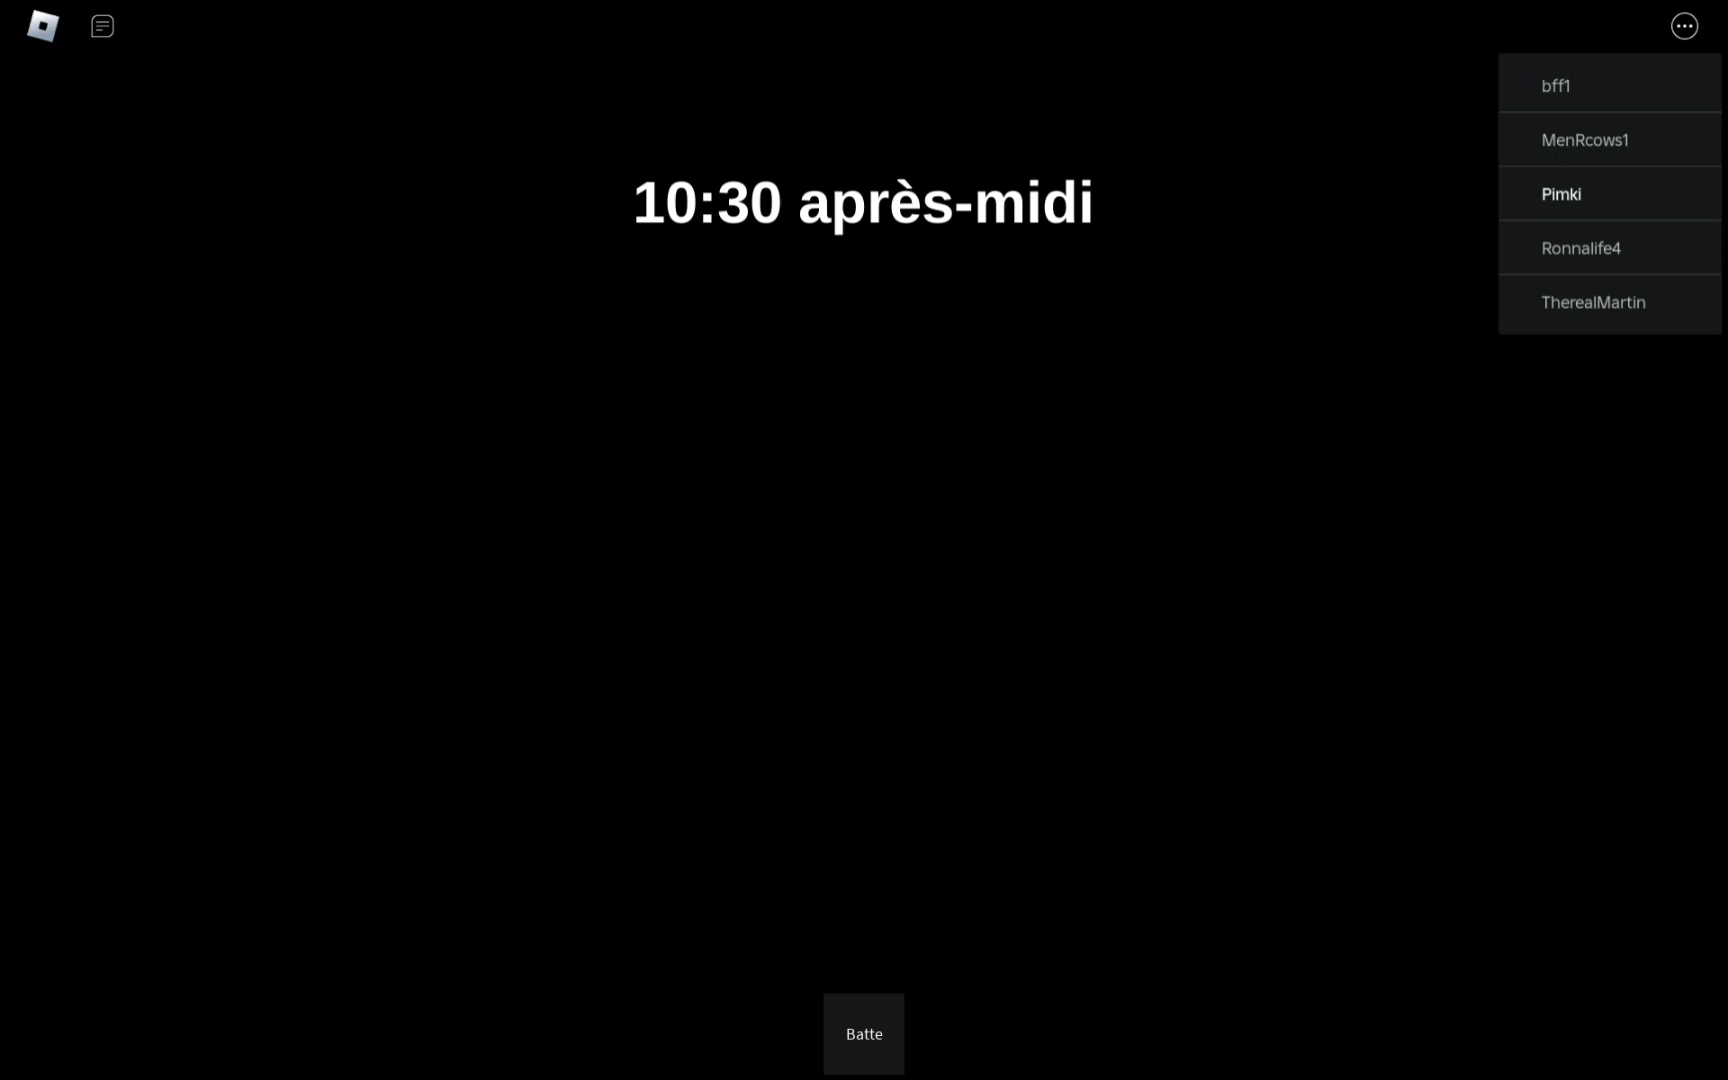 bff1
MenRcows1
10:30 après-midi
Pimki
Ronnalife4
TherealMartin
Batte